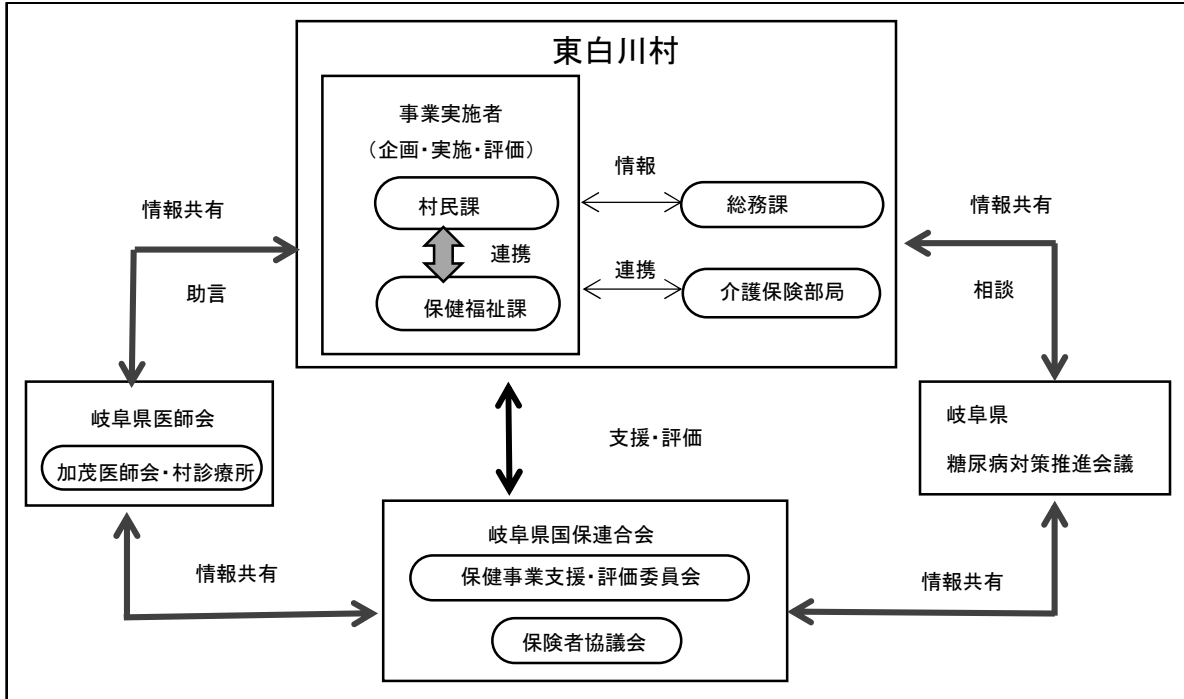 東白川村
事業実施者
（企画・実施・評価）
村民課
連携
保健福祉課
情報
総務課
連携
介護保険部局
情報共有
助言
情報共有
相談
岐阜県医師会
加茂医師会・村診療所
支援・評価
岐阜県
糖尿病対策推進会議
岐阜県国保連合会
保健事業支援・評価委員会
保険者協議会
情報共有
情報共有